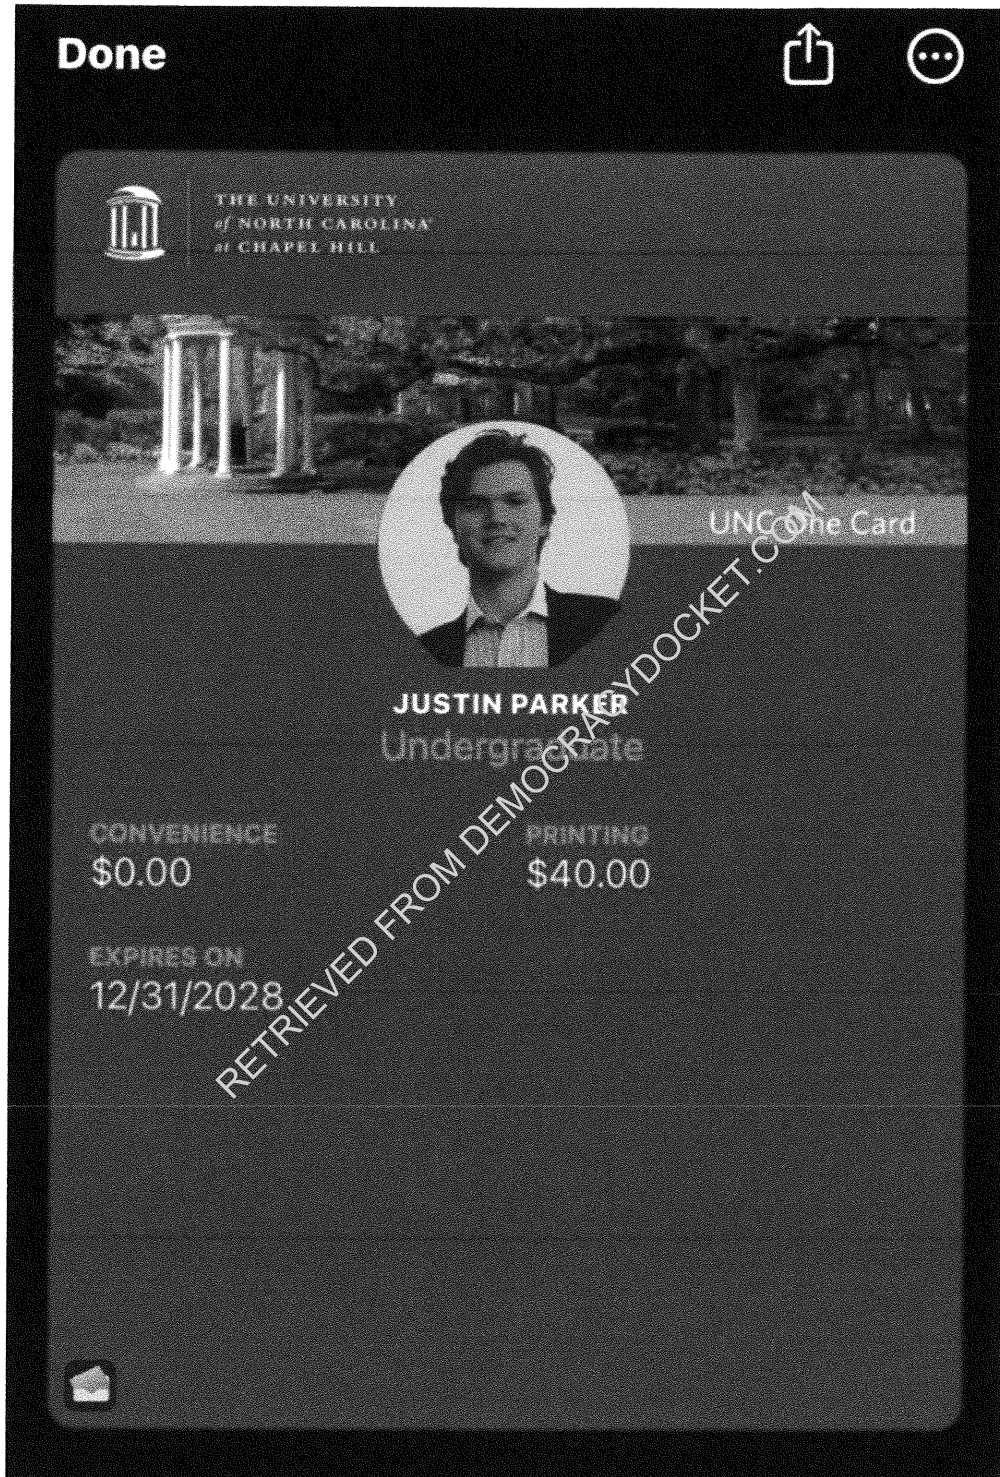 Done
THE UNIVERSITY
of NORTH CAROLINA
at CHAPEL HILL
UNC One Card
JUSTIN PARKER
Undergraduate
CONVENIENCE
$0.00
PRINTING
$40.00
EXPIRES ON
12/31/2028
RETRIEVED FROM DEMOCRACYDOCKET.COM